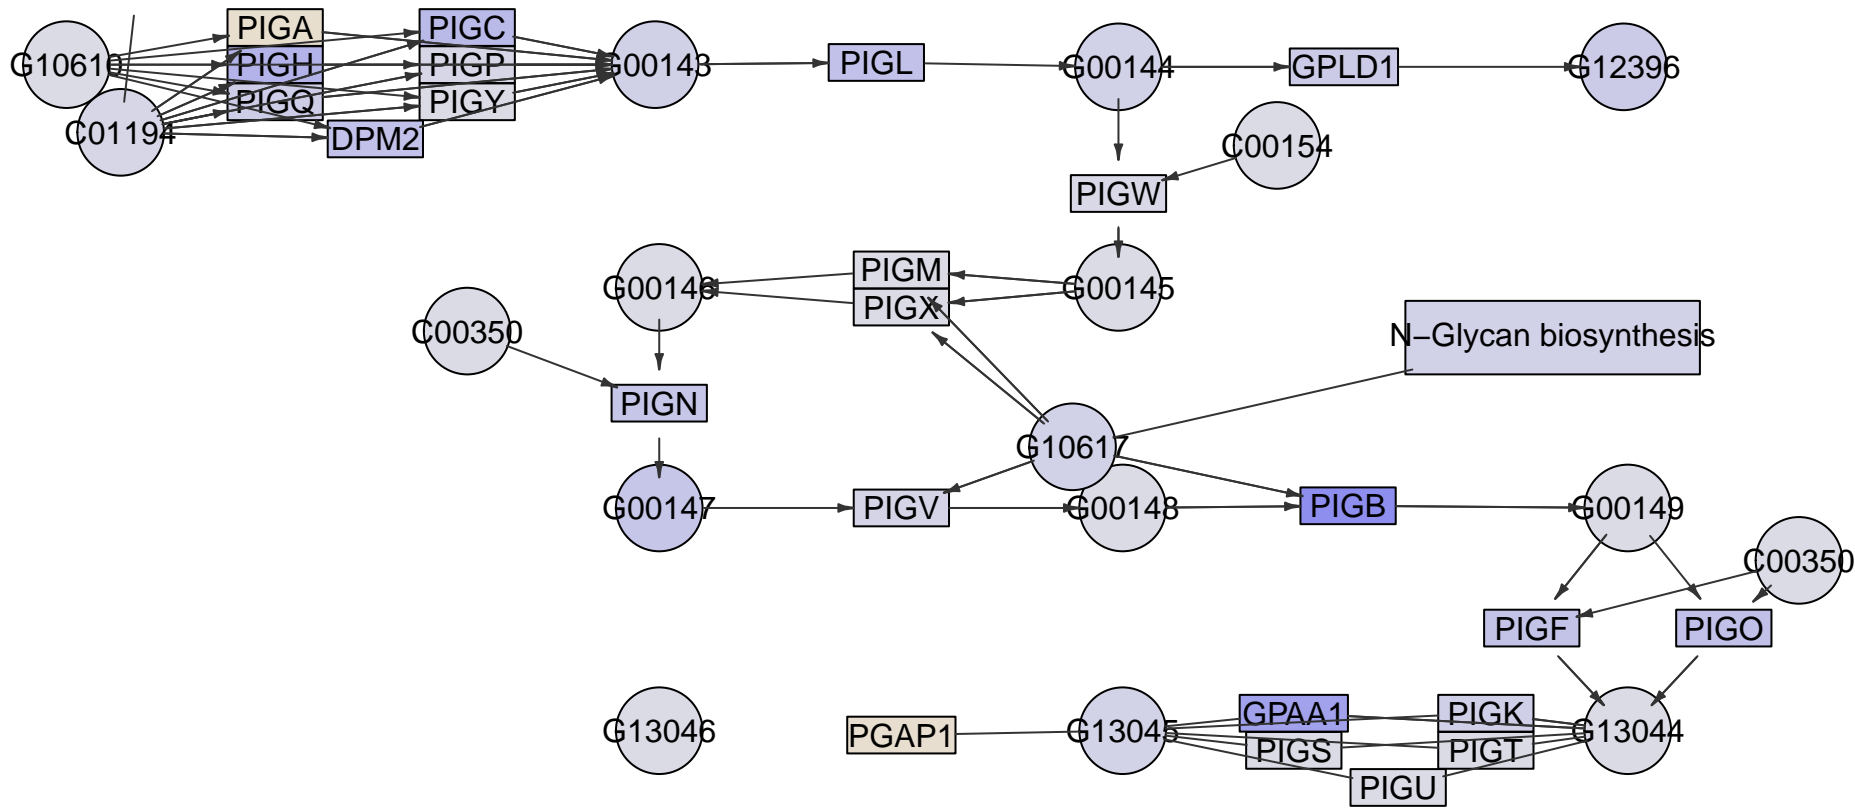 PIGA
PIGC
G10610
PIGH
PIGP
G00143
PIGL
G00144
GPLD1
G12396
PIGQ
PIGY
C01194
DPM2
C00154
PIGW
PIGM
G00146
G00145
PIGX
C00350
N−Glycan biosynthesis
PIGN
G10617
G00147
PIGV
G00148
PIGB
G00149
C00350
PIGF
PIGO
GPAA1
PIGK
G13046
PGAP1
G13045
G13044
PIGS
PIGT
PIGU